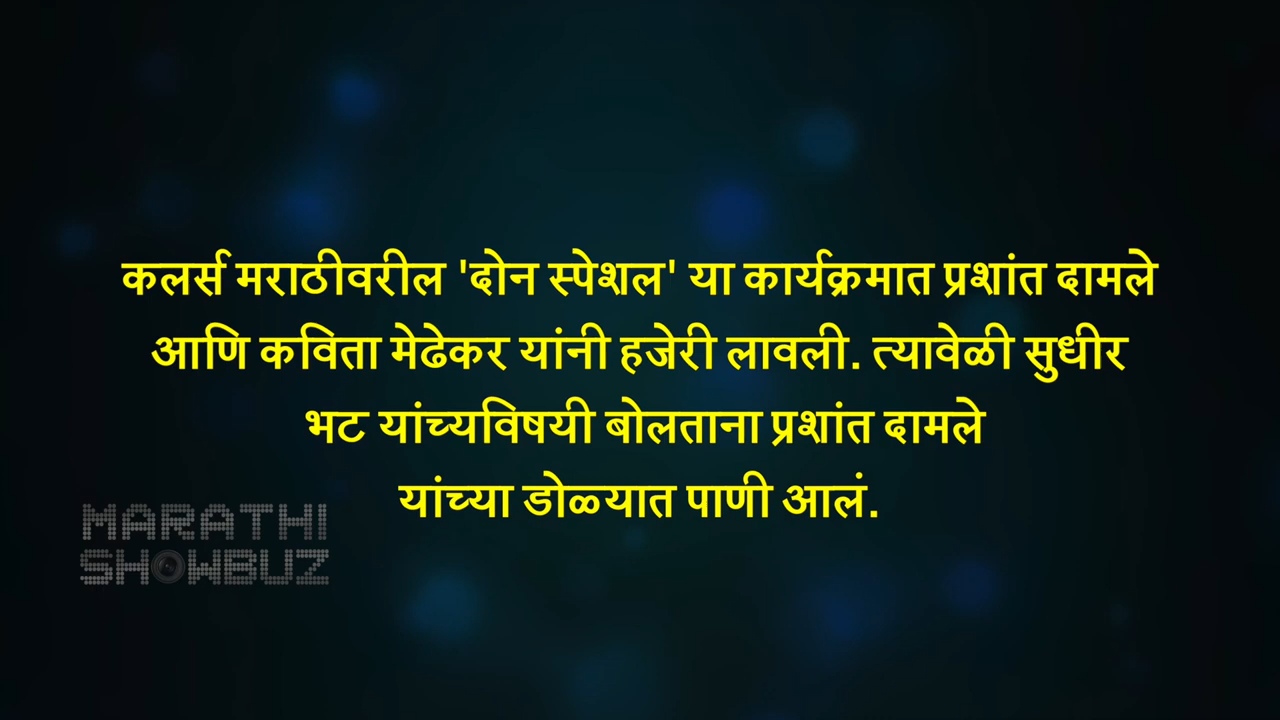 कलर्स मराठीवरील 'दोन स्पेशल' या कार्यक्रमात प्रशांत दामले
आणि कविता मेढेकर यांनी हजेरी लावली. त्यावेळी सुधीर
भट यांच्यविषयी बोलताना प्रशांत दामले
यांच्या डोळ्यात पाणी आलं.
MARATHI
SHOWBUZ